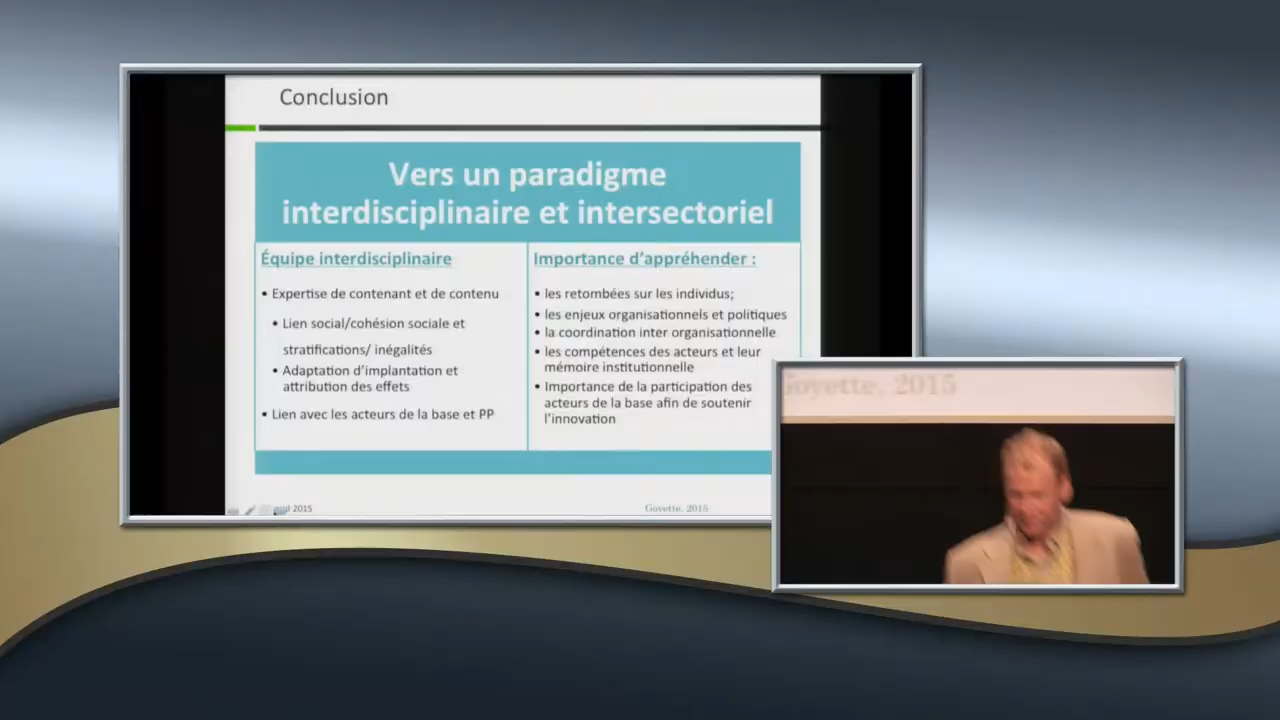 Conclusion
Vers un paradigme
interdisciplinaire et intersectoriel
Équipe interdisciplinaire
• Expertise de contenant et de contenu
• Lien social/cohésion sociale et
stratifications/ inégalités
• Adaptation d’implantation et
attribution des effets
• Lien avec les acteurs de la base et PP
Importance d’appréhender :
• les retombées sur les individus;
• les enjeux organisationnels et politiques
• la coordination inter organisationnelle
• les compétences des acteurs et leur
mémoire institutionnelle
• Importance de la participation des
acteurs de la base afin de soutenir
l’innovation
2015
Goyette, 2015
Goyette, 2015